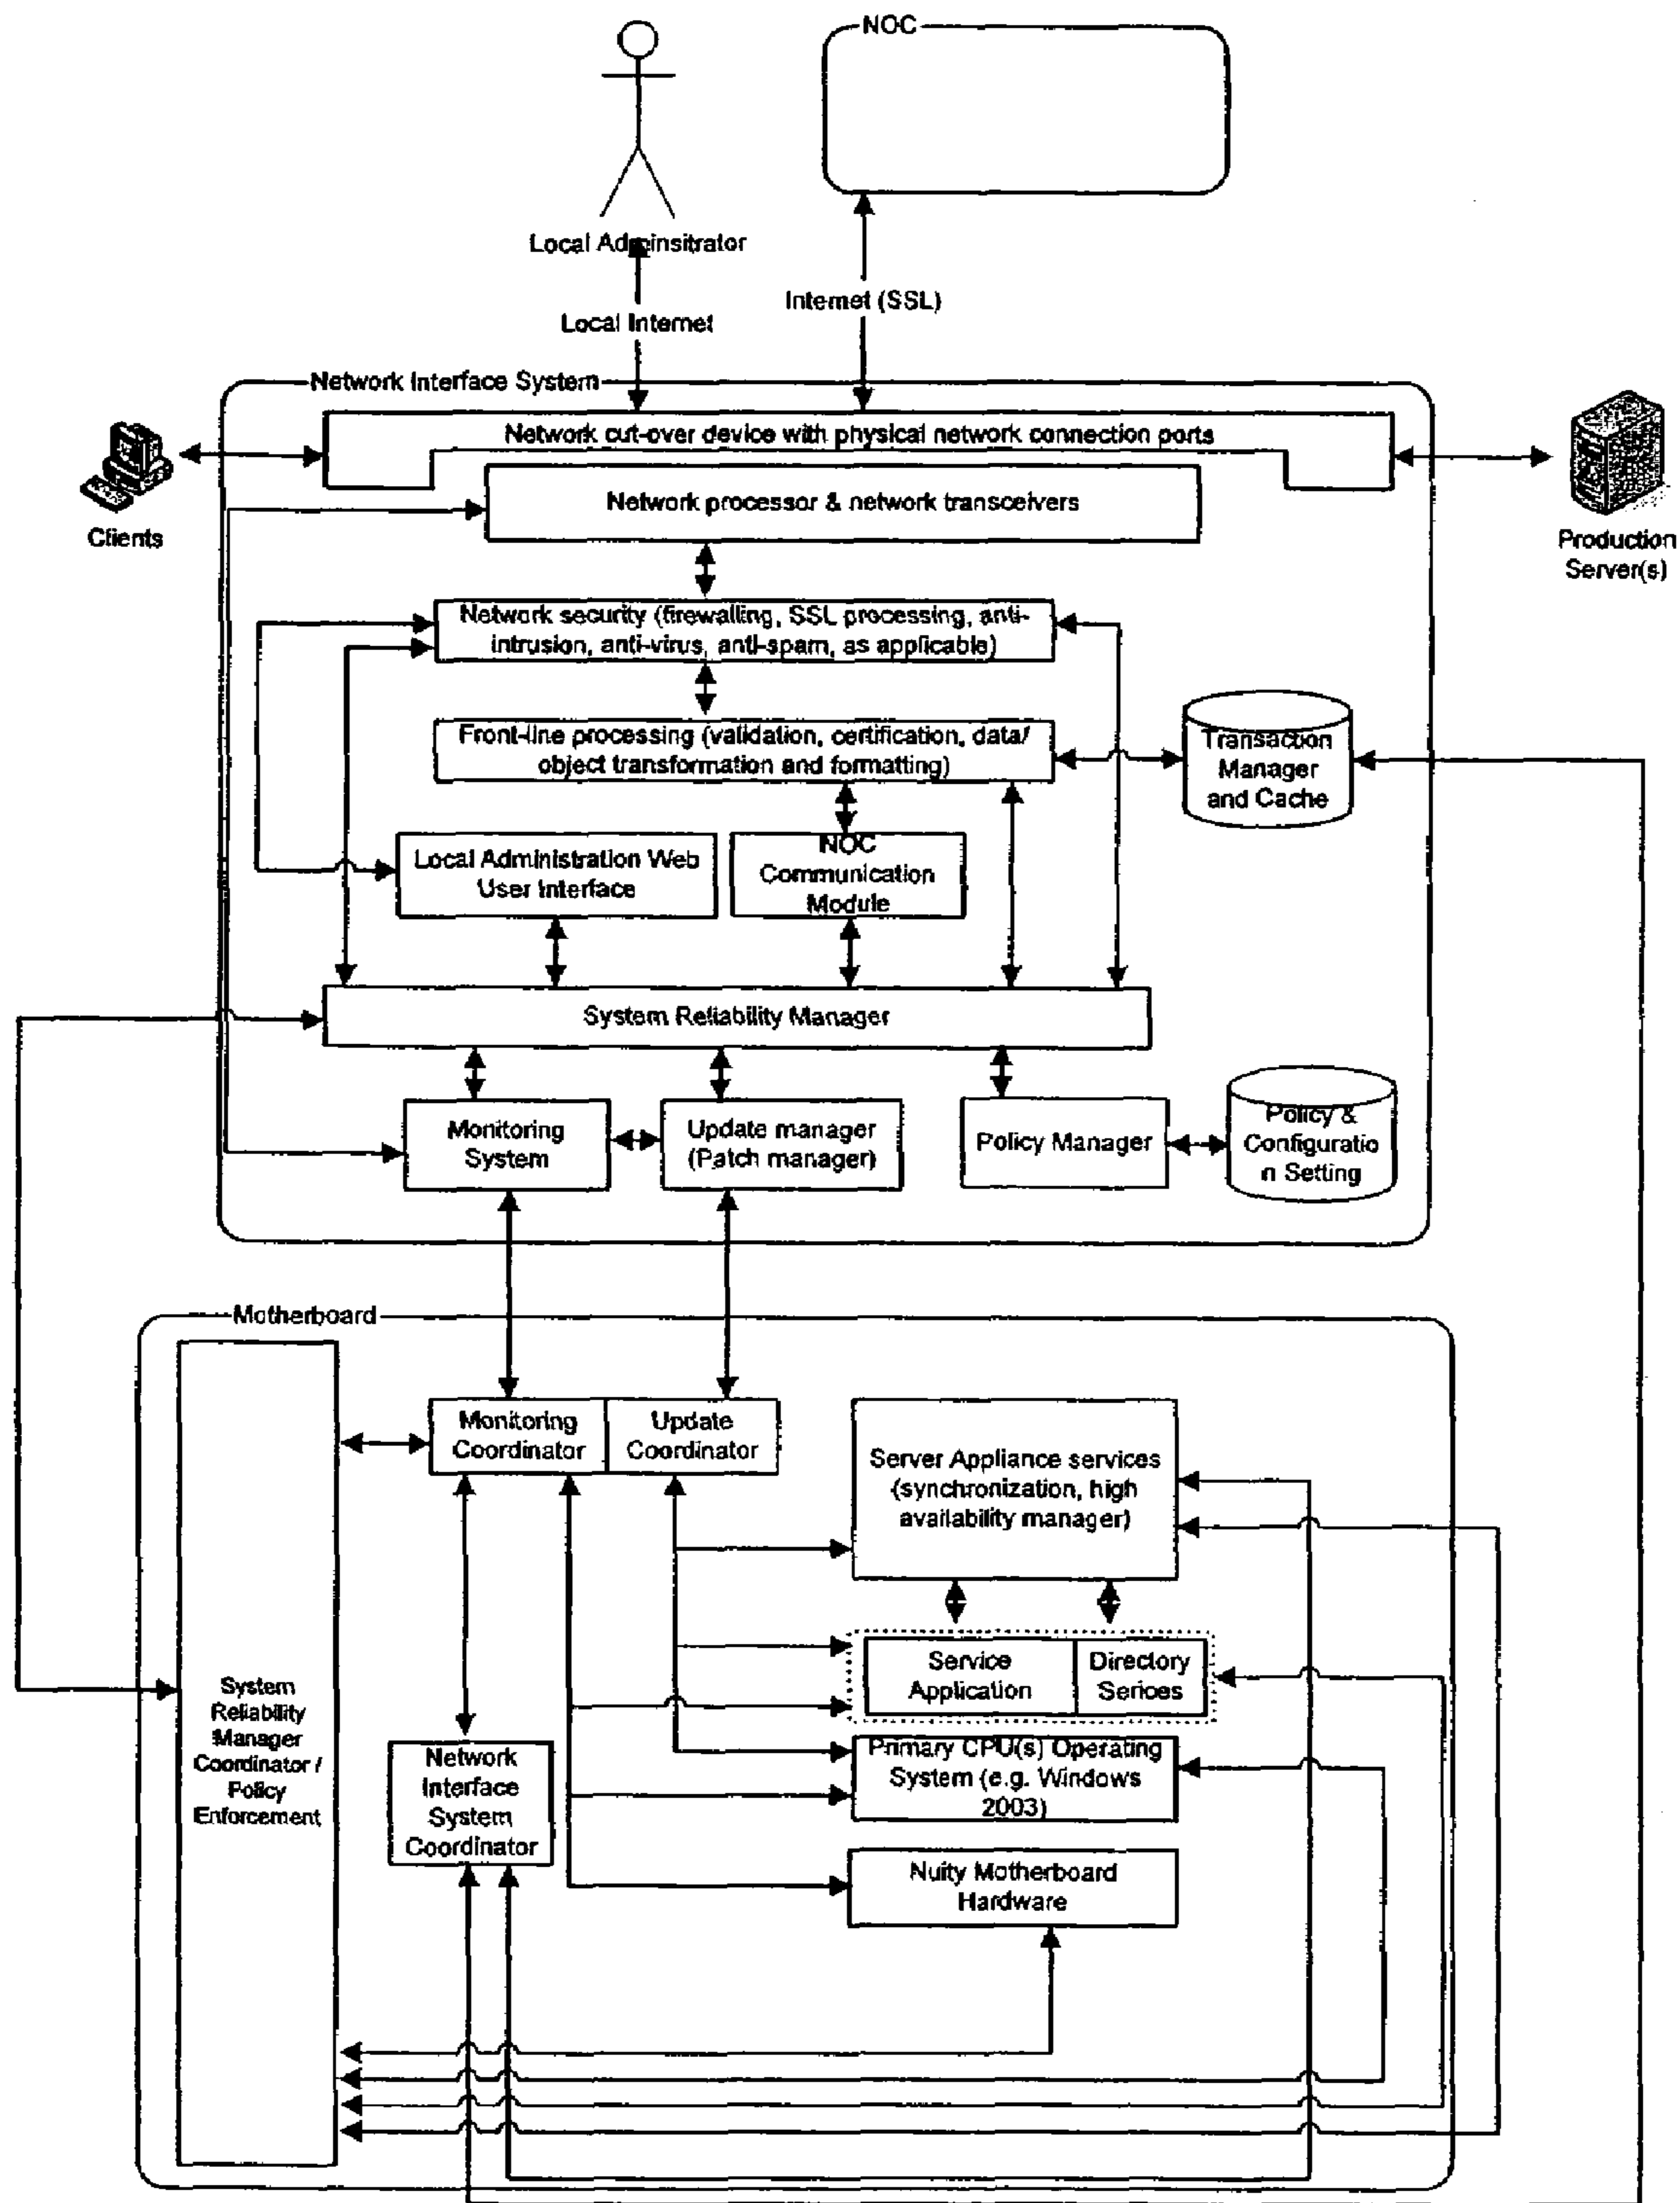 NOC
Local Adminsitrator
Internet (SSL)
Local Internet
Network Interface System
Network cut-over device with physical network connection ports
Network processor & network transceivers
Clients
Production
Server(s)
Network security (firewalling, SSL processing, anti-
intrusion, anti-virus, anti-spam, as applicable)
Front-line processing (validation, certification, data/
object transformation and formatting)
Transaction
Manager
and Cache
Local Administration Web
User Interface
NOC
Communication
Module
System Reliability Manager
Monitoring
System
Update manager
(Patch manager)
Policy Manager
Policy &
Configuratio
n Setting
Motherboard
Monitoring
Coordinator
Update
Coordinator
Server Appliance services
(synchronization, high
availability manager)
Service
Application
Directory
Serices
System
Reliability
Manager
Coordinator /
Policy
Enforcement
Network
Interface
System
Coordinator
Primary CPU(s) Operating
System (e.g. Windows
2003)
Nuity Motherboard
Hardware